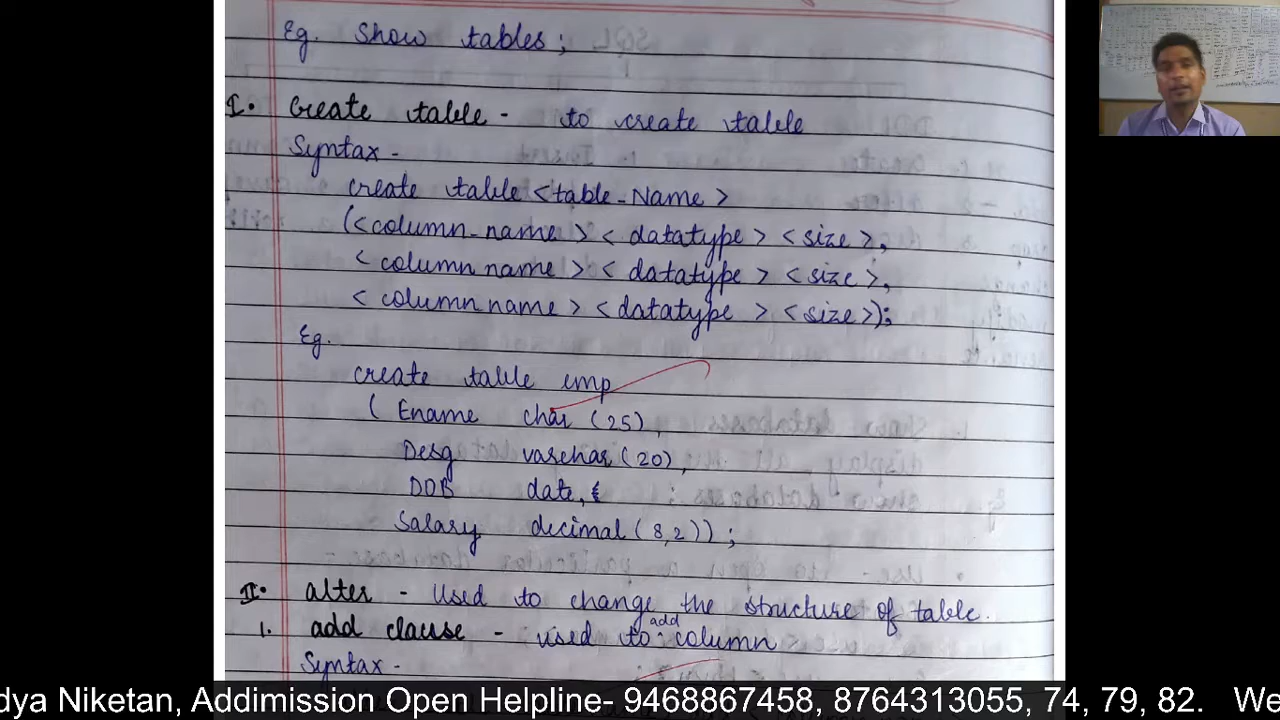 Eg. Show tables;
I. Create table - to create table
Syntax -
create table <table-Name>
(<column-name> <datatype> <size>,
<column name> <datatype> <size>,
<column name> <datatype> <size>);
Eg.
create table emp
( Ename char (25),
Desg varchar (20),
DOB date,
Salary decimal (8,2));
II. alter - Used to change the structure of table.
1. add clause - used to add column
Syntax -
dya Niketan, Addimission Open Helpline- 9468867458, 8764313055, 74, 79, 82. We